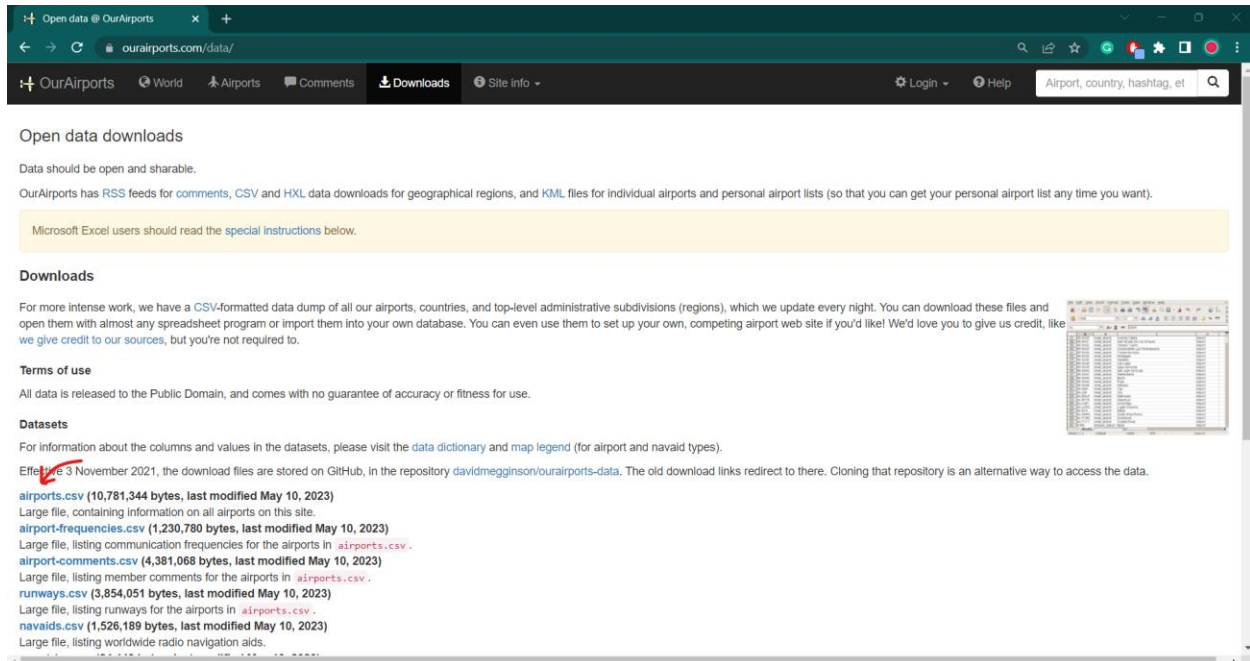 Open data @ OurAirports
ourairports.com/data/
OurAirports World Airports Comments Downloads Site info Login Help Airport, country, hashtag, et
Open data downloads
Data should be open and sharable.
OurAirports has RSS feeds for comments, CSV and HXL data downloads for geographical regions, and KML files for individual airports and personal airport lists (so that you can get your personal airport list any time you want).
Microsoft Excel users should read the special instructions below.
Downloads
For more intense work, we have a CSV-formatted data dump of all our airports, countries, and top-level administrative subdivisions (regions), which we update every night. You can download these files and
open them with almost any spreadsheet program or import them into your own database. You can even use them to set up your own, competing airport web site if you'd like! We'd love you to give us credit, like
we give credit to our sources, but you're not required to.
Terms of use
All data is released to the Public Domain, and comes with no guarantee of accuracy or fitness for use.
Datasets
For information about the columns and values in the datasets, please visit the data dictionary and map legend (for airport and navaid types).
Effective 3 November 2021, the download files are stored on GitHub, in the repository davidmegginson/ourairports-data. The old download links redirect to there. Cloning that repository is an alternative way to access the data.
airports.csv (10,781,344 bytes, last modified May 10, 2023)
Large file, containing information on all airports on this site.
airport-frequencies.csv (1,230,780 bytes, last modified May 10, 2023)
Large file, listing communication frequencies for the airports in airports.csv.
airport-comments.csv (4,381,068 bytes, last modified May 10, 2023)
Large file, listing member comments for the airports in airports.csv.
runways.csv (3,854,051 bytes, last modified May 10, 2023)
Large file, listing runways for the airports in airports.csv.
navaids.csv (1,526,189 bytes, last modified May 10, 2023)
Large file, listing worldwide radio navigation aids.